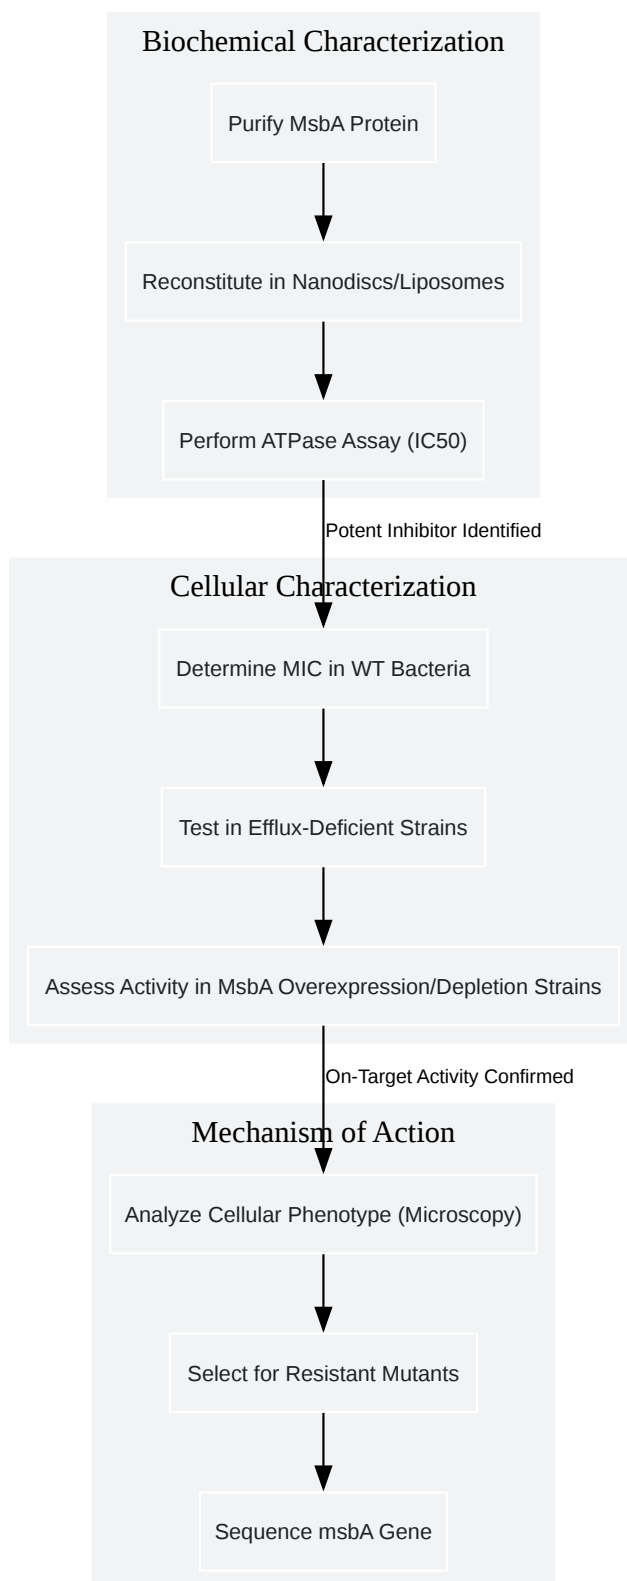 Biochemical Characterization
Purify MsbA Protein
Reconstitute in Nanodiscs/Liposomes
Perform ATPase Assay (IC50)
Potent Inhibitor Identified
Cellular Characterization
Determine MIC in WT Bacteria
Test in Efflux-Deficient Strains
Assess Activity in MsbA Overexpression/Depletion Strains
On-Target Activity Confirmed
Mechanism of Action
Analyze Cellular Phenotype (Microscopy)
Select for Resistant Mutants
Sequence msbA Gene